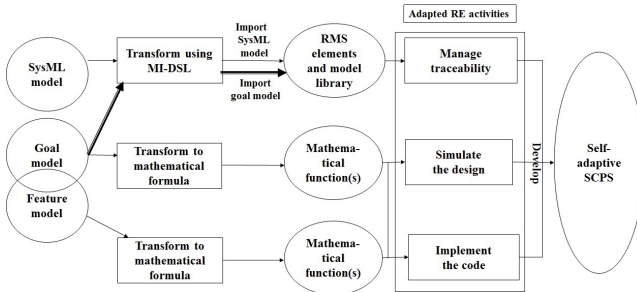 Adapted RE activities
SysML
model
Transform using
MI-DSL
Import
SysML
model
Import
goal model
RMS
elements
and model
library
Manage
traceability
Goal
model
Transform to
mathematical
formula
Mathema-
tical
function(s)
Simulate
the design
Develop
Self-
adaptive
SCPS
Feature
model
Transform to
mathematical
formula
Mathema-
tical
function(s)
Implement
the code